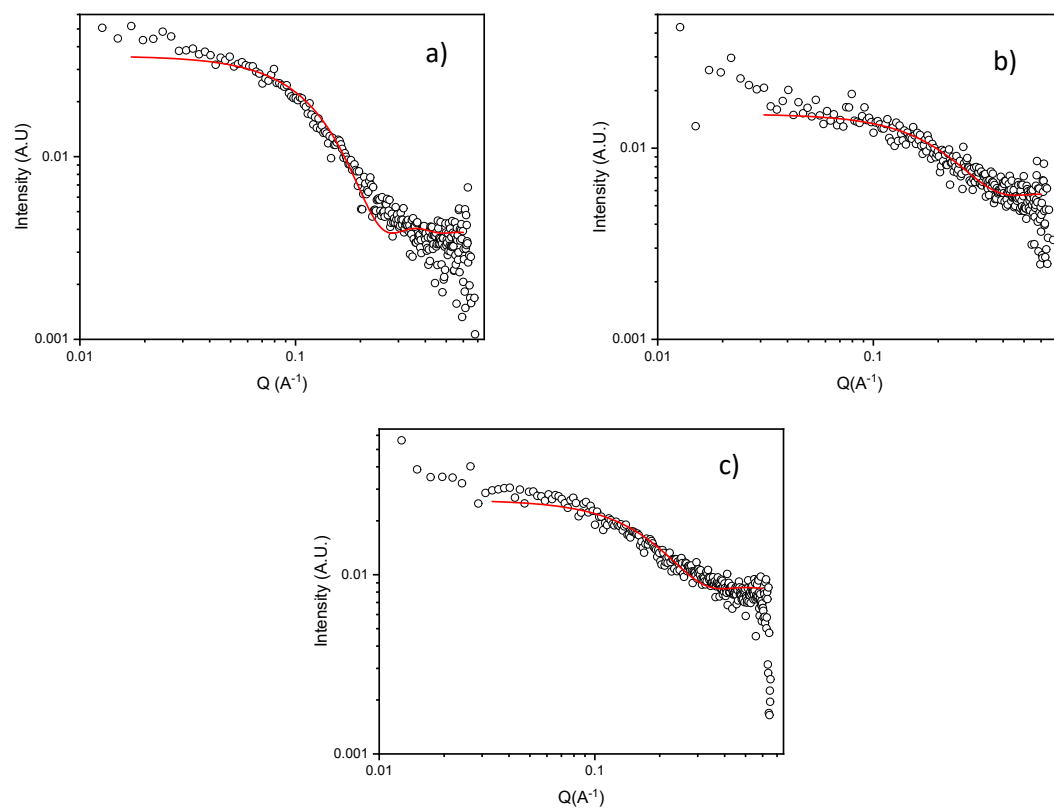 a)
0.01
0.001
0.01
0.1
Intensity (A.U)
Q (A-1)
b)
0.01
0.001
0.01
0.1
Intensity (A.U.)
Q(A-1)
c)
0.01
0.001
0.01
0.1
Intensity (A.U.)
Q(A-1)